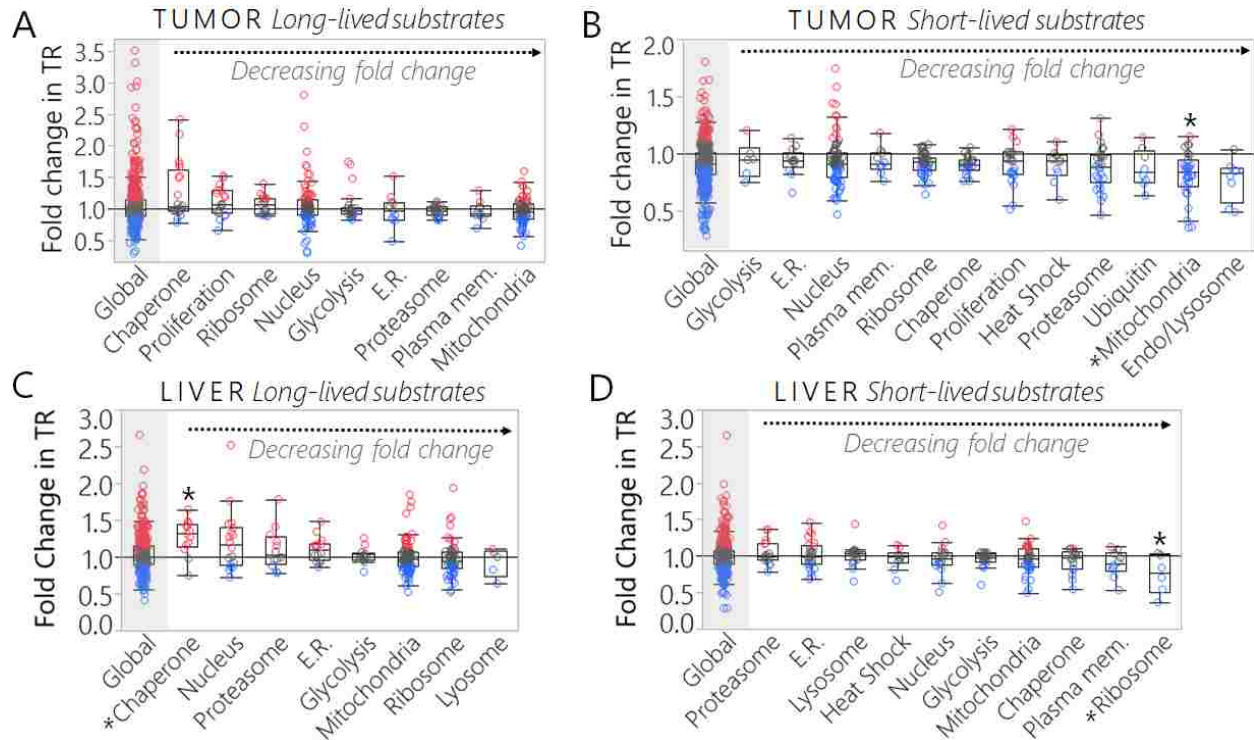 A
TUMOR Long-lived substrates
Decreasing fold change
Fold change in TR
3.5
3.0
2.5
2.0
1.5
1.0
0.5
Global
Chaperone
Proliferation
Ribosome
Nucleus
Glycolysis
E.R.
Proteasome
Plasma mem.
Mitochondria
B
TUMOR Short-lived substrates
Decreasing fold change
Fold change in TR
2.0
1.5
1.0
0.5
*
Global
Glycolysis
E.R.
Nucleus
Plasma mem.
Ribosome
Chaperone
Proliferation
Heat Shock
Proteasome
Ubiquitin
*Mitochondria
Endo/Lysosome
C
LIVER Long-lived substrates
Decreasing fold change
Fold Change in TR
3.0
2.5
2.0
1.5
1.0
0.5
0.0
*
Global
*Chaperone
Nucleus
Proteasome
E.R.
Glycolysis
Mitochondria
Ribosome
Lyosome
D
LIVER Short-lived substrates
Decreasing fold change
Fold Change in TR
3.0
2.5
2.0
1.5
1.0
0.5
0.0
*
Global
Proteasome
E.R.
Lysosome
Heat Shock
Nucleus
Glycolysis
Mitochondria
Chaperone
Plasma mem.
*Ribosome